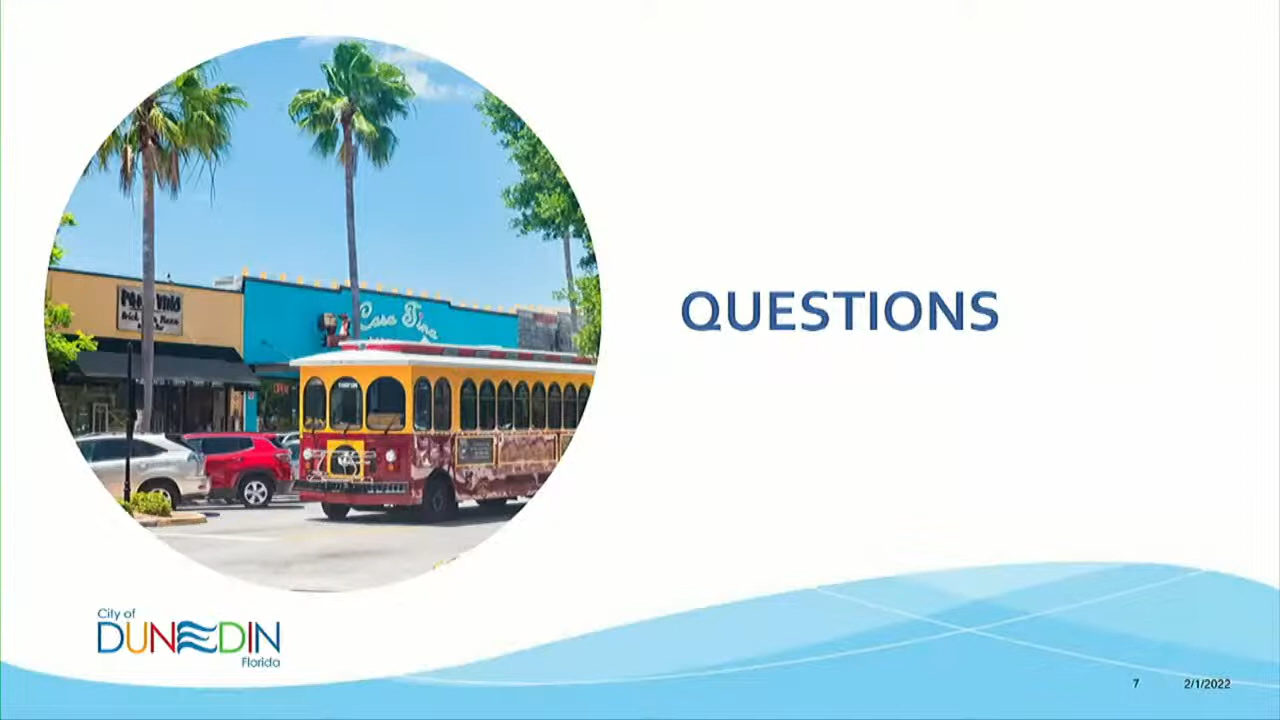 Casa Tina
QUESTIONS
City of
DUNEDIN
Florida
7 2/1/2022